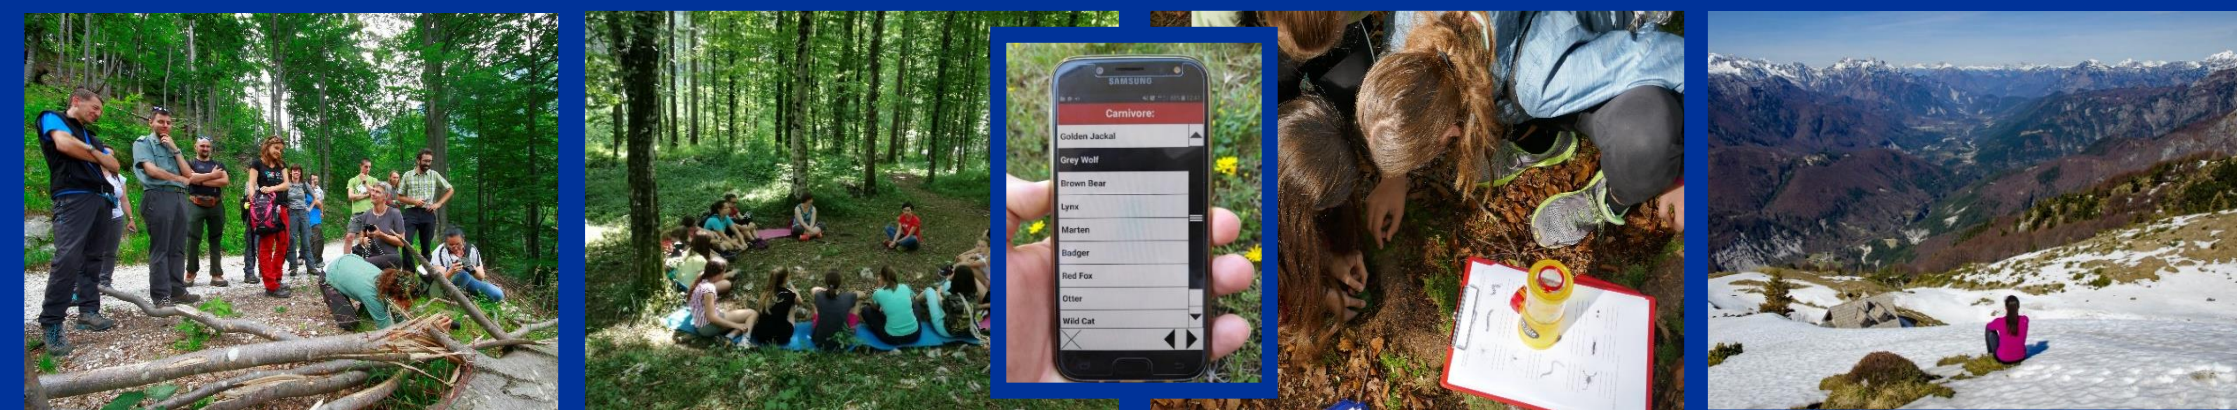 SAMSUNG
Carnivore:
Golden Jackal
Grey Wolf
Brown Bear
Lynx
Marten
Badger
Red Fox
Otter
Wild Cat